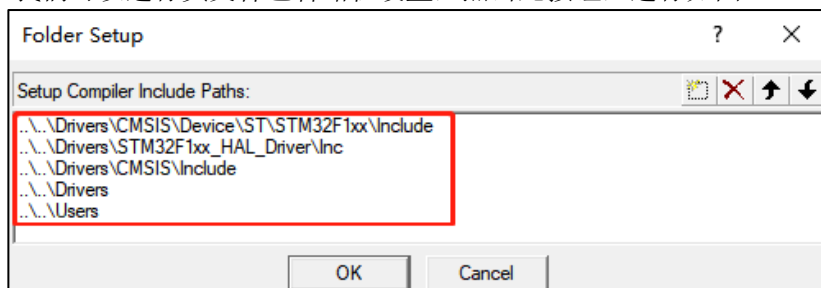 Folder Setup
?
Setup Compiler Include Paths:
..\..\Drivers\CMSIS\Device\ST\STM32F1xx\Include
..\..\Drivers\STM32F1xx_HAL_Driver\Inc
..\..\Drivers\CMSIS\Include
..\..\Drivers
..\..\Users
OK
Cancel